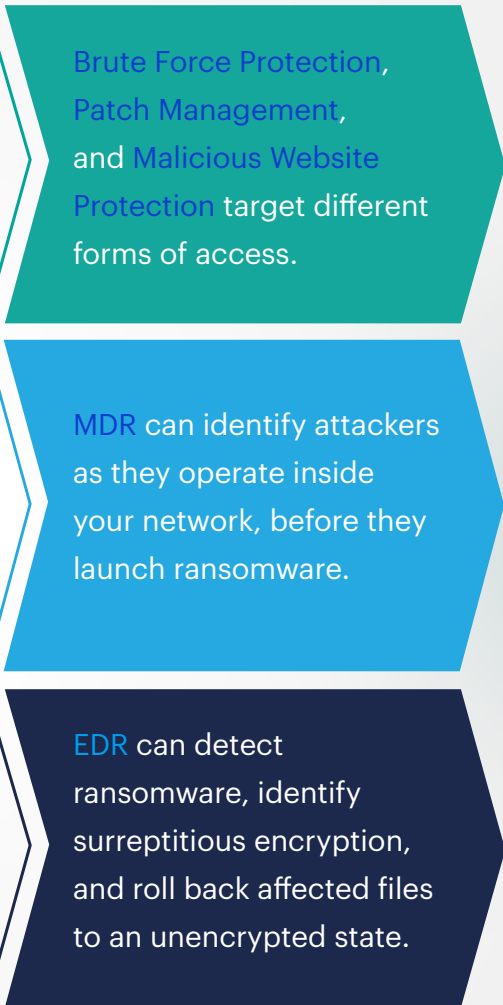 Brute Force Protection,
Patch Management,
and Malicious Website
Protection target different
forms of access.
MDR can identify attackers
as they operate inside
your network, before they
launch ransomware.
EDR can detect
ransomware, identify
surreptitious encryption,
and roll back affected files
to an unencrypted state.